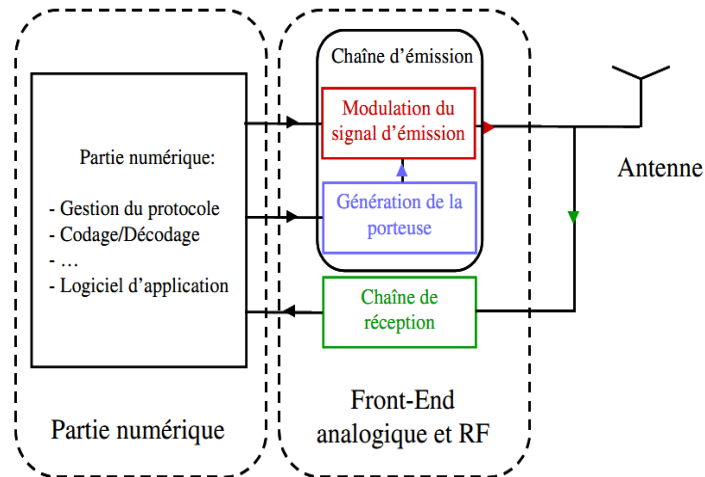 Partie numérique:
- Gestion du protocole
- Codage/Décodage
- …
- Logiciel d'application
Partie numérique
Chaîne d'émission
Modulation du
signal d'émission
Génération de la
porteuse
Chaîne de
réception
Front-End
analogique et RF
Antenne